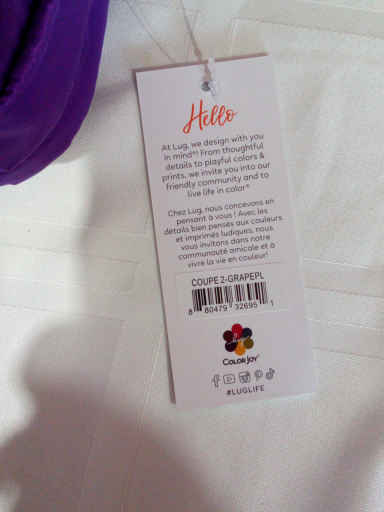 Hello
At Lug, we design with you
in mind®! From thoughtful
details to playful colors &
prints, we invite you into our
friendly community and to
live life in color®
Chez Lug, nous concevons en
pensant à vous ! Avec les
détails bien pensés aux couleurs
et imprimés ludiques, nous
vous invitons dans notre
communauté amicale et à
vivre la vie en couleur!
COUPE 2-GRAPEPL
8 80479 32695 1
COLORJOY
#LUGLIFE